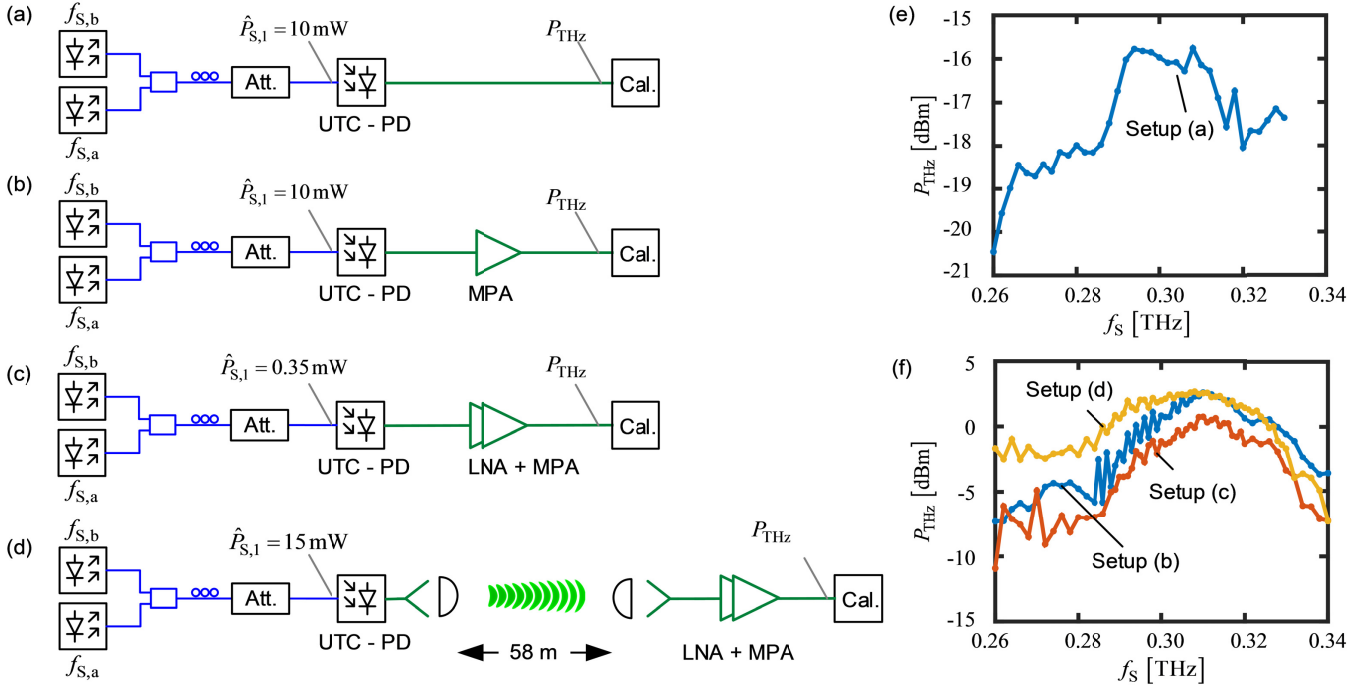 (a)
f_S,b
P̂_S,1 = 10 mW
P_THz
Att.
Cal.
UTC - PD
f_S,a
(b)
f_S,b
P̂_S,1 = 10 mW
P_THz
Att.
Cal.
UTC - PD
MPA
f_S,a
(c)
f_S,b
P̂_S,1 = 0.35 mW
P_THz
Att.
Cal.
UTC - PD
LNA + MPA
f_S,a
(d)
f_S,b
P̂_S,1 = 15 mW
P_THz
Att.
Cal.
UTC - PD
58 m
LNA + MPA
f_S,a
(e)
P_THz [dBm]
-15
-16
-17
-18
-19
-20
-21
Setup (a)
0.26 0.28 0.30 0.32 0.34
f_S [THz]
(f)
P_THz [dBm]
5
0
-5
-10
-15
Setup (d)
Setup (c)
Setup (b)
0.26 0.28 0.30 0.32 0.34
f_S [THz]